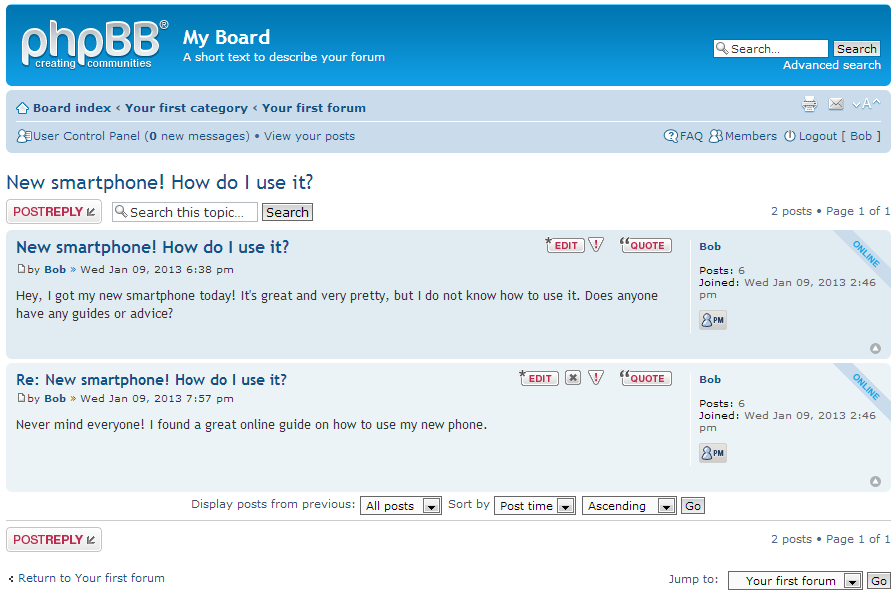 phpBB®
creating communities
My Board
A short text to describe your forum
Search... Search
Advanced search
Board index ‹ Your first category ‹ Your first forum
A
User Control Panel (0 new messages) • View your posts
FAQ Members Logout [ Bob ]
New smartphone! How do I use it?
POSTREPLY Search this topic... Search
2 posts • Page 1 of 1
New smartphone! How do I use it?
*EDIT ! “QUOTE
by Bob » Wed Jan 09, 2013 6:38 pm
Hey, I got my new smartphone today! It's great and very pretty, but I do not know how to use it. Does anyone
have any guides or advice?
Bob
ONLINE
Posts: 6
Joined: Wed Jan 09, 2013 2:46
pm
PM
Re: New smartphone! How do I use it?
*EDIT x ! “QUOTE
by Bob » Wed Jan 09, 2013 7:57 pm
Never mind everyone! I found a great online guide on how to use my new phone.
Bob
ONLINE
Posts: 6
Joined: Wed Jan 09, 2013 2:46
pm
PM
Display posts from previous: All posts Sort by Post time Ascending Go
POSTREPLY
2 posts • Page 1 of 1
Return to Your first forum
Jump to: Your first forum Go